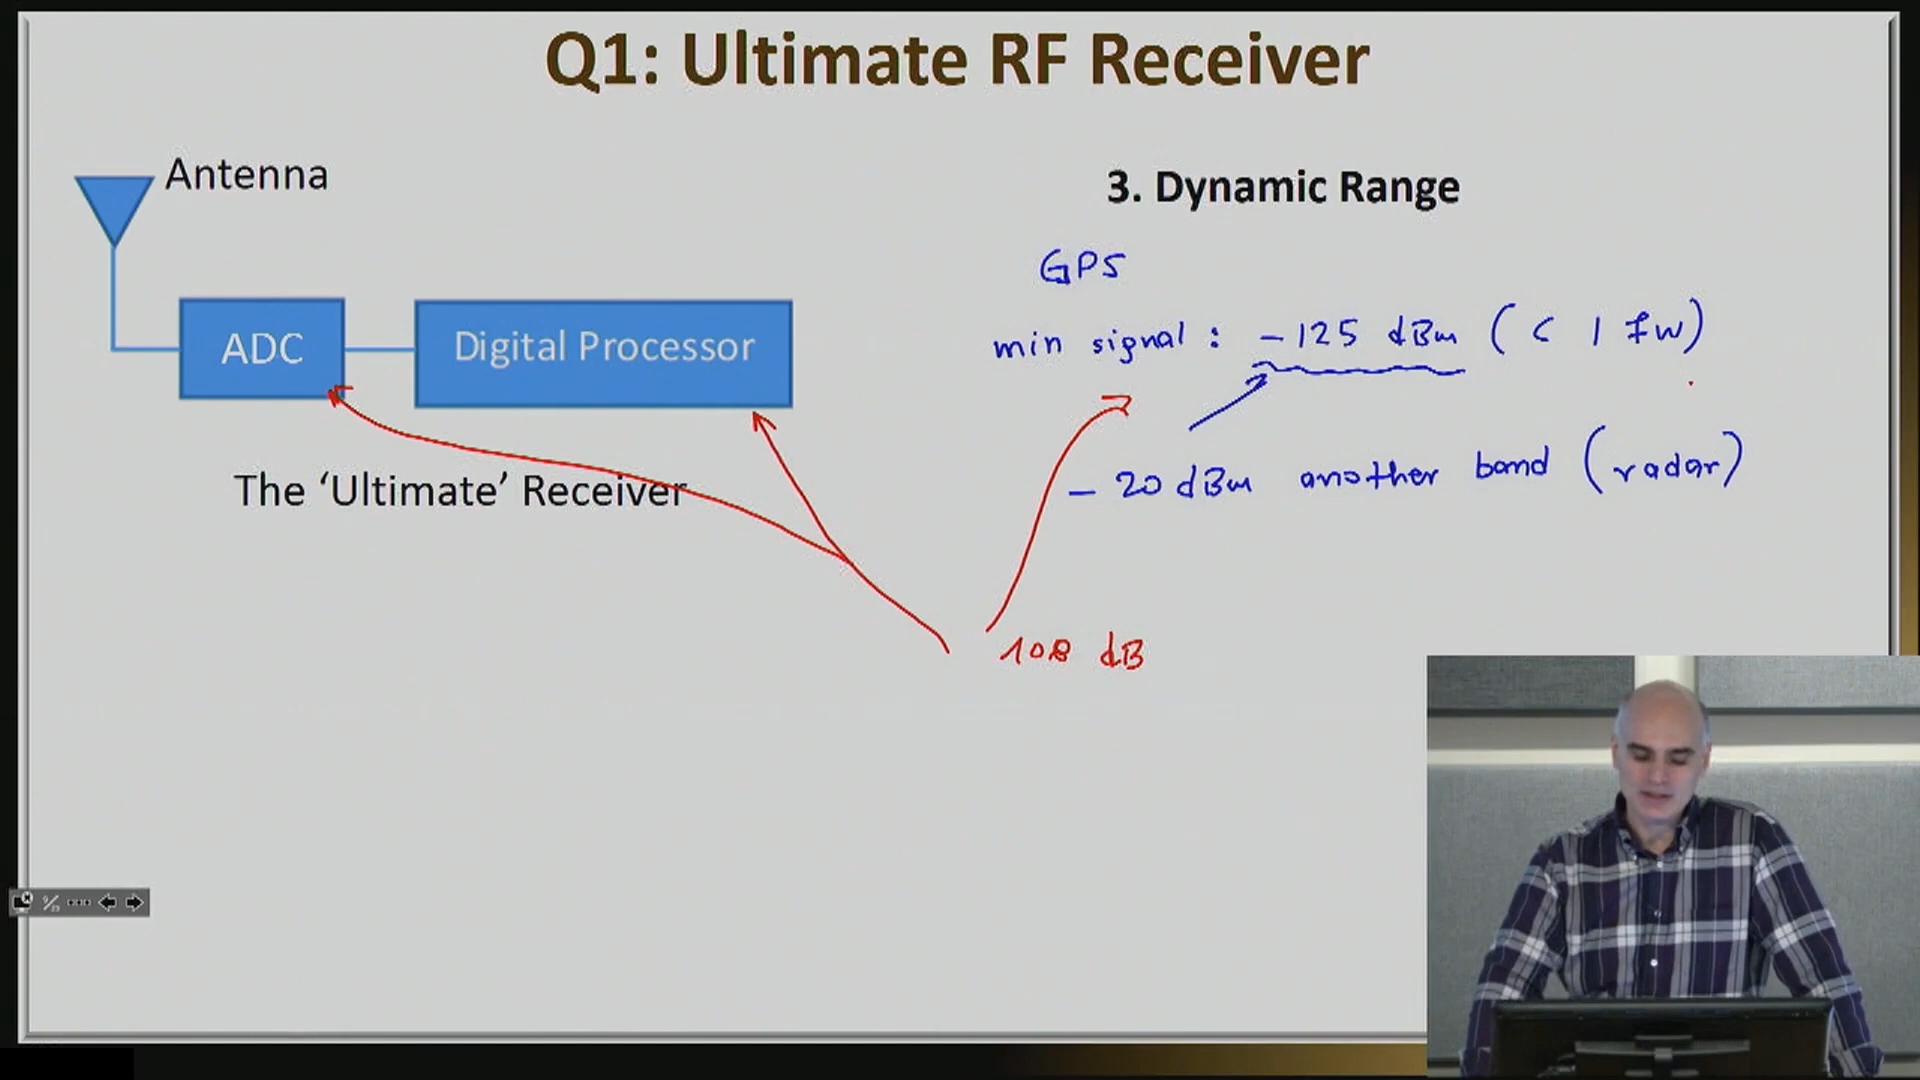 Q1: Ultimate RF Receiver
Antenna
ADC
Digital Processor
The ‘Ultimate’ Receiver
3. Dynamic Range
GPS
min signal : -125 dBm ( < 1 fw)
- 20 dBm another band (radar)
108 dB